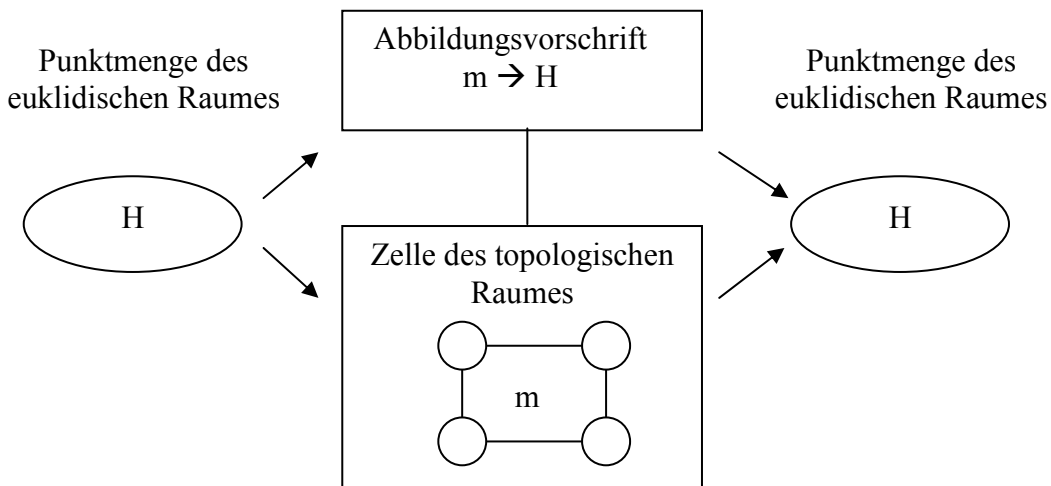 Punktmenge des
euklidischen Raumes
H
Abbildungsvorschrift
m → H
Zelle des topologischen
Raumes
m
Punktmenge des
euklidischen Raumes
H